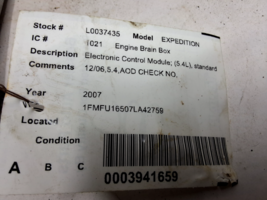 Stock # L0037435 Model EXPEDITION
IC # 1021 Engine Brain Box
Description Electronic Control Module; (5.4L), standard
Comments 12/06,5.4,AOD CHECK NO.
Year 2007
1FMFU16507LA42759
Located
Condition
A B C
0003941659